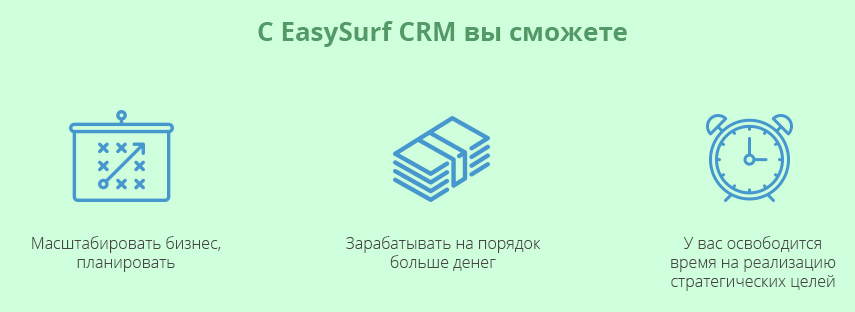 С EasySurf CRM вы сможете
Масштабировать бизнес,
планировать
Зарабатывать на порядок
больше денег
У вас освободится
время на реализацию
стратегических целей